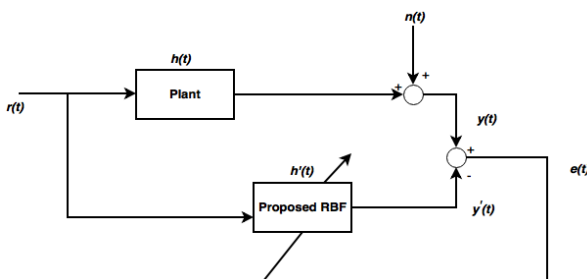 n(t)
h(t)
+
+
Plant
r(t)
y(t)
+
e(t)
h'(t)
-
Proposed RBF
y'(t)